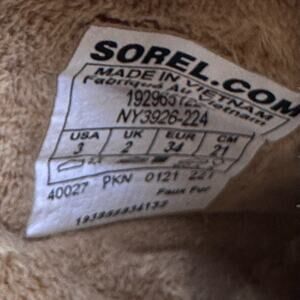 SOREL.COM
MADE IN VIETNAM
Fabriqué Au Vietnam
NY3926-224
USA UK EUR CM
3 2 34 21
40027 PKN 0121 221
Faux Fur